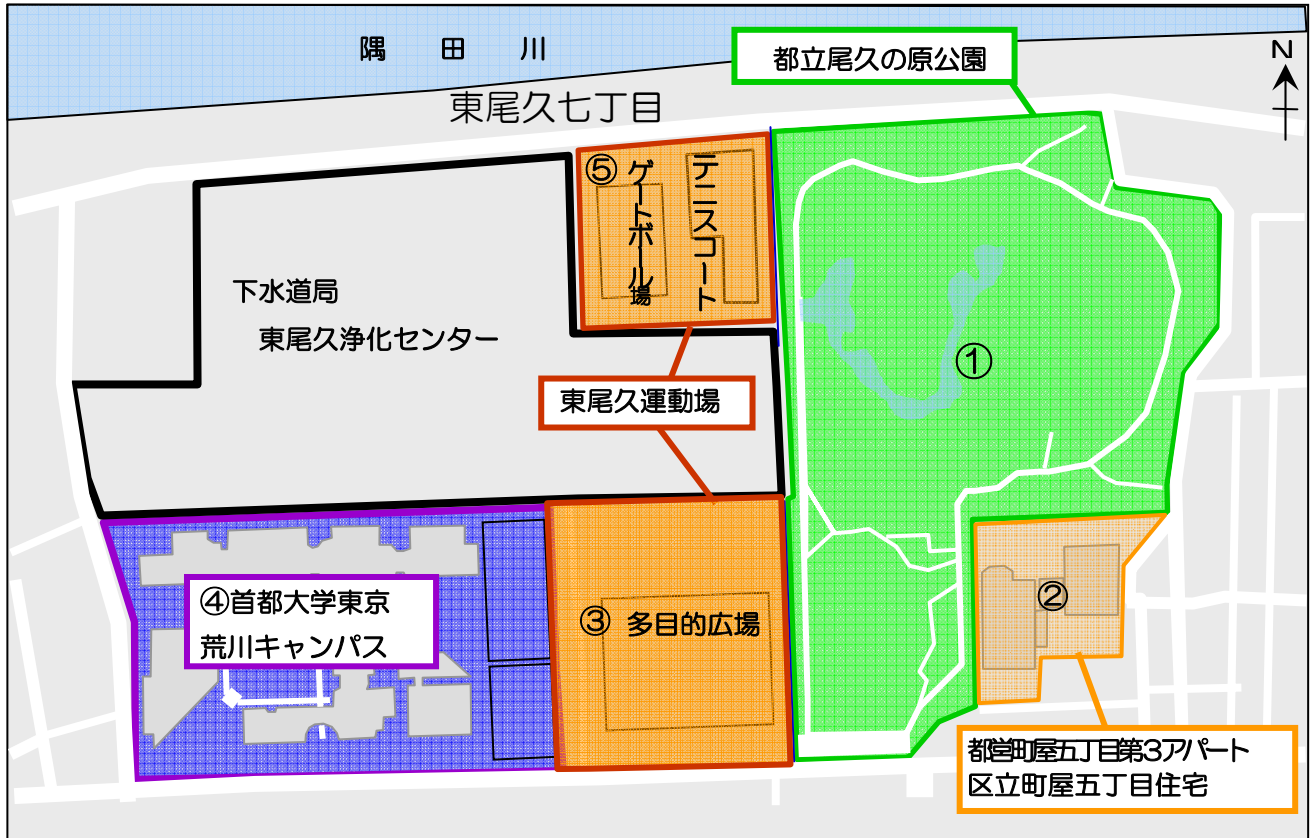 隅田川
都立尾久の原公園
N
東尾久七丁目
⑤
ゲートボール場
テニスコート
下水道局
東尾久浄化センター
①
東尾久運動場
④首都大学東京
荒川キャンパス
③ 多目的広場
②
都営町屋五丁目第3アパート
区立町屋五丁目住宅